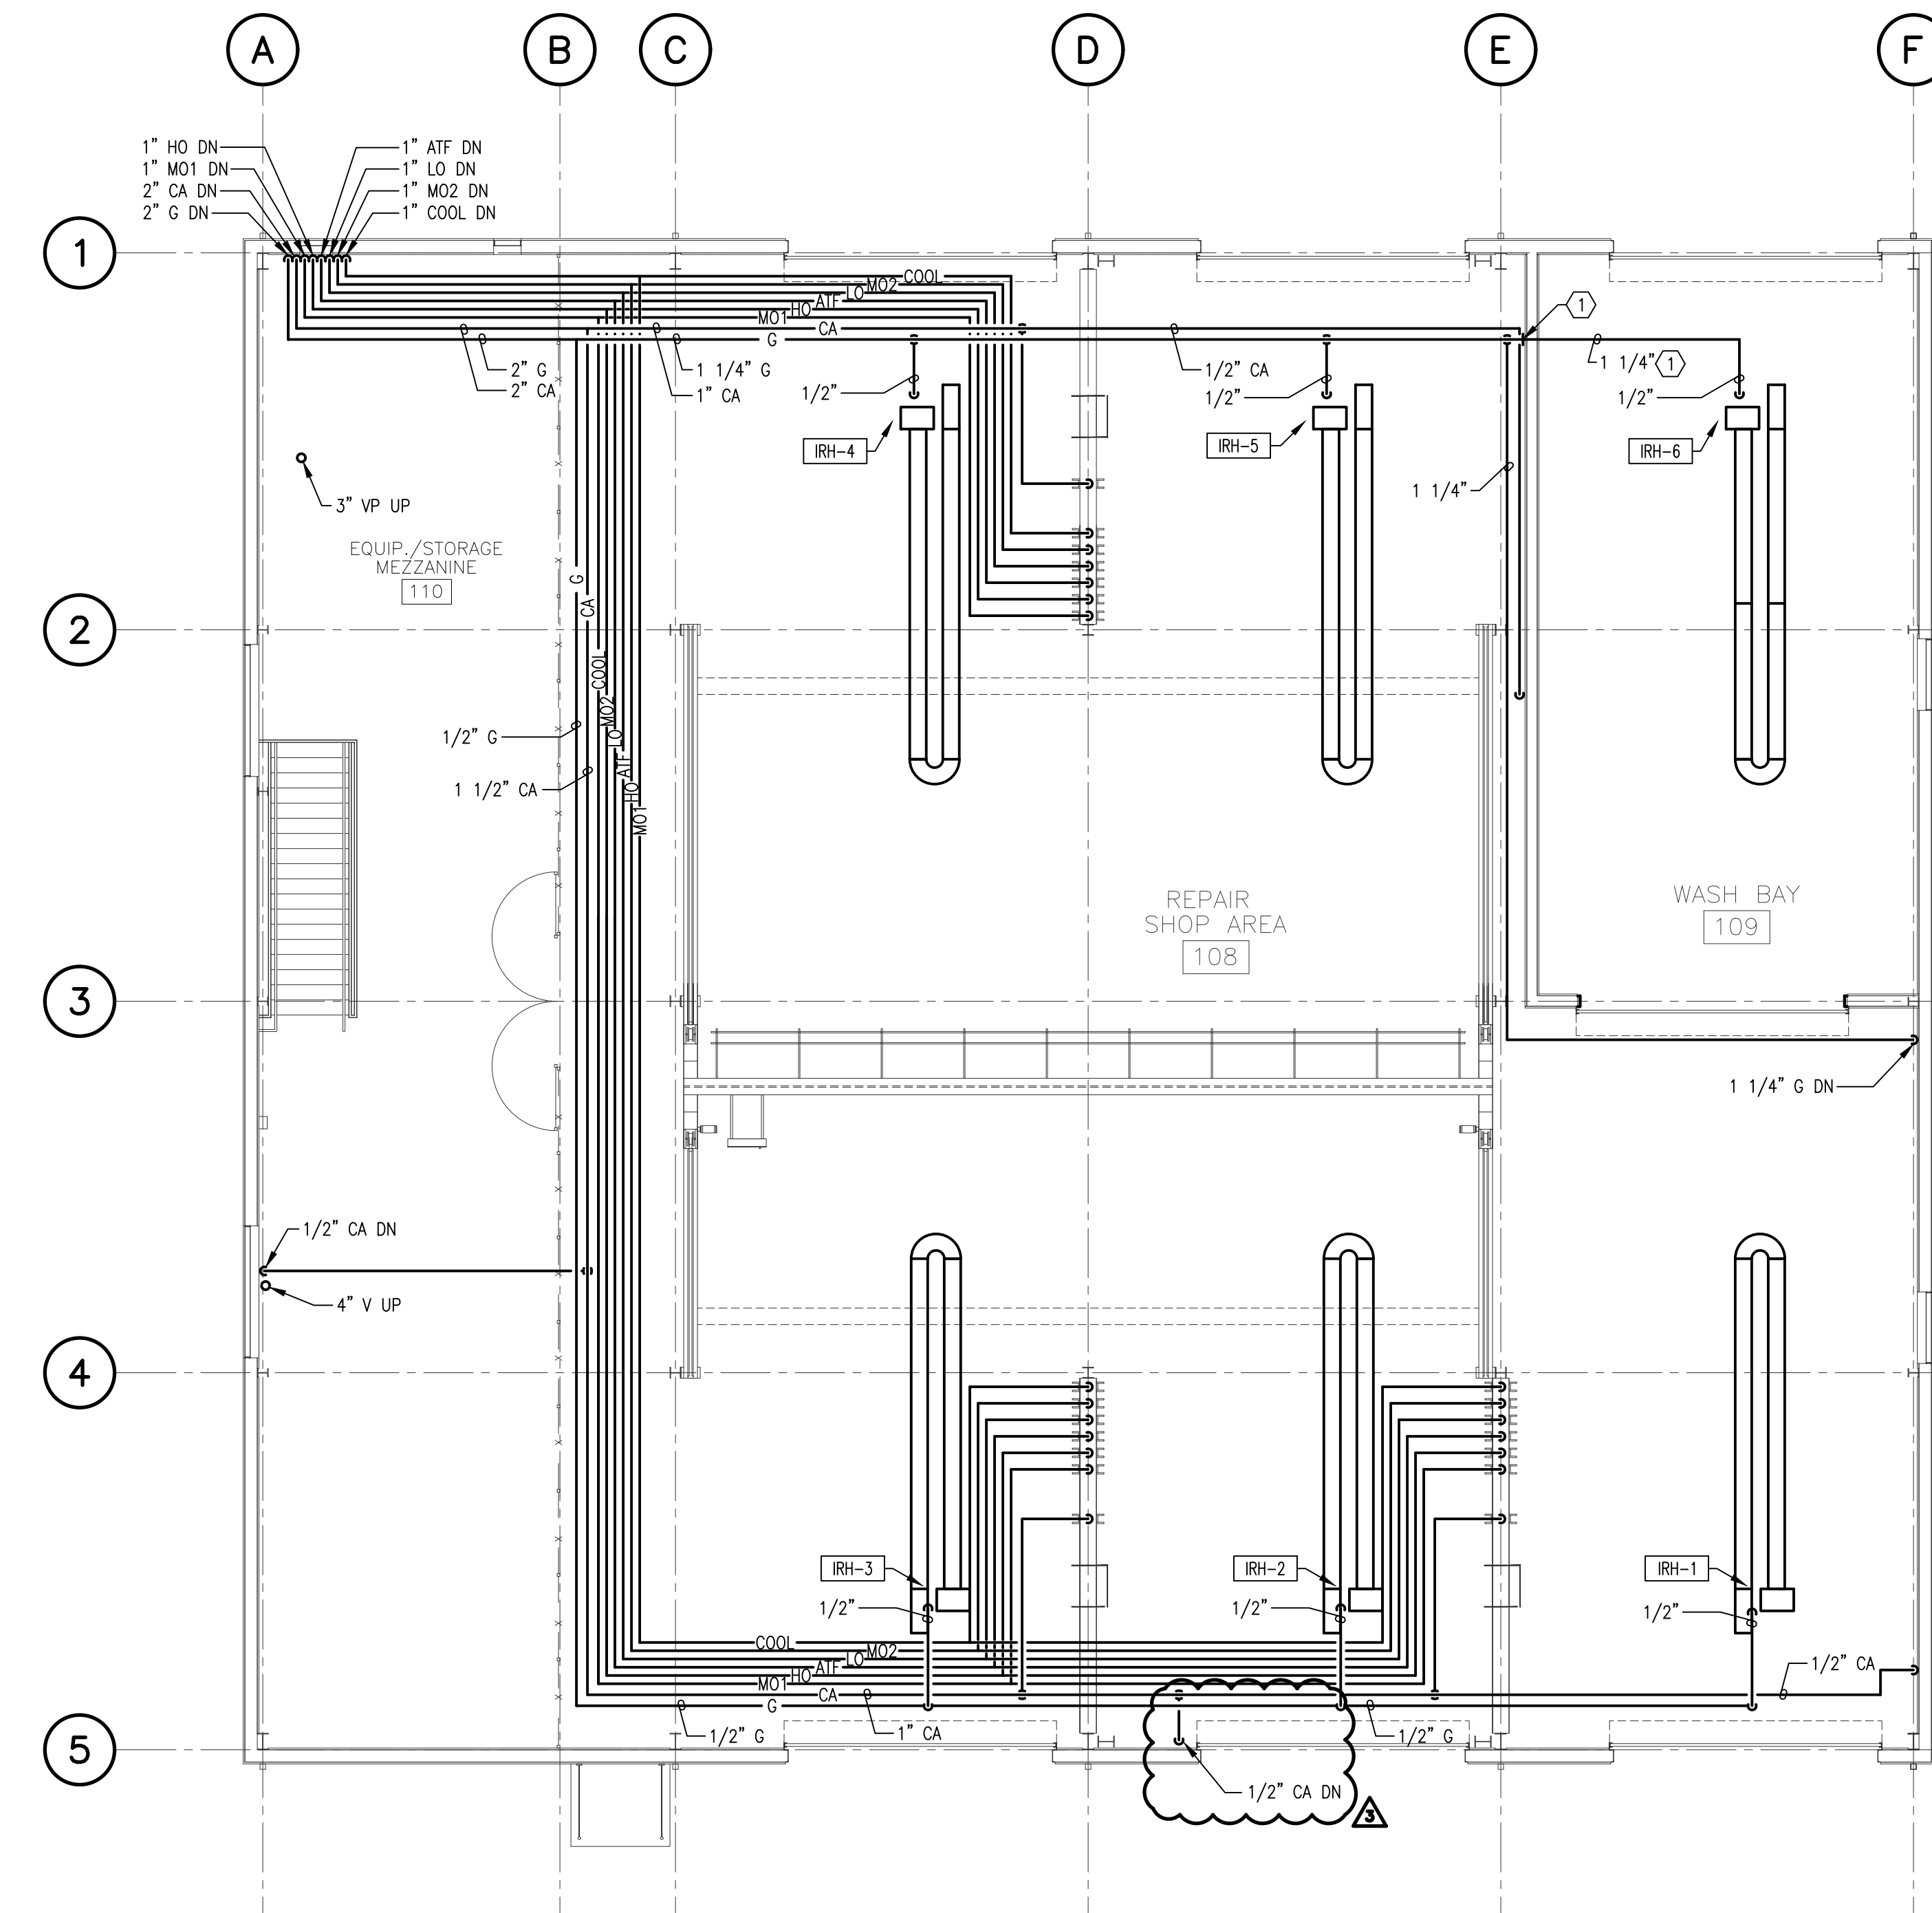 A
B
C
D
E
F
1" HO DN
1" MO1 DN
2" CA DN
2" G DN
1" ATF DN
1" LO DN
1" MO2 DN
1" COOL DN
1
COOL
MO2
LO
ATF
HO
MO1
CA
G
1
2" G
2" CA
1 1/4" G
1" CA
1/2"
1/2" CA
1/2"
1 1/4"
1
1/2"
IRH-4
IRH-5
IRH-6
1 1/4"
3" VP UP
EQUIP./STORAGE
MEZZANINE
110
G
CA
2
COOL
MO2
LO
ATF
HO
MO1
1/2" G
1 1/2" CA
REPAIR
SHOP AREA
108
WASH BAY
109
3
1 1/4" G DN
1/2" CA DN
4" V UP
4
IRH-3
IRH-2
IRH-1
1/2"
1/2"
1/2"
COOL
MO2
LO
ATF
HO
MO1
CA
G
1/2" CA
1/2" G
1" CA
1/2" G
5
1/2" CA DN
3